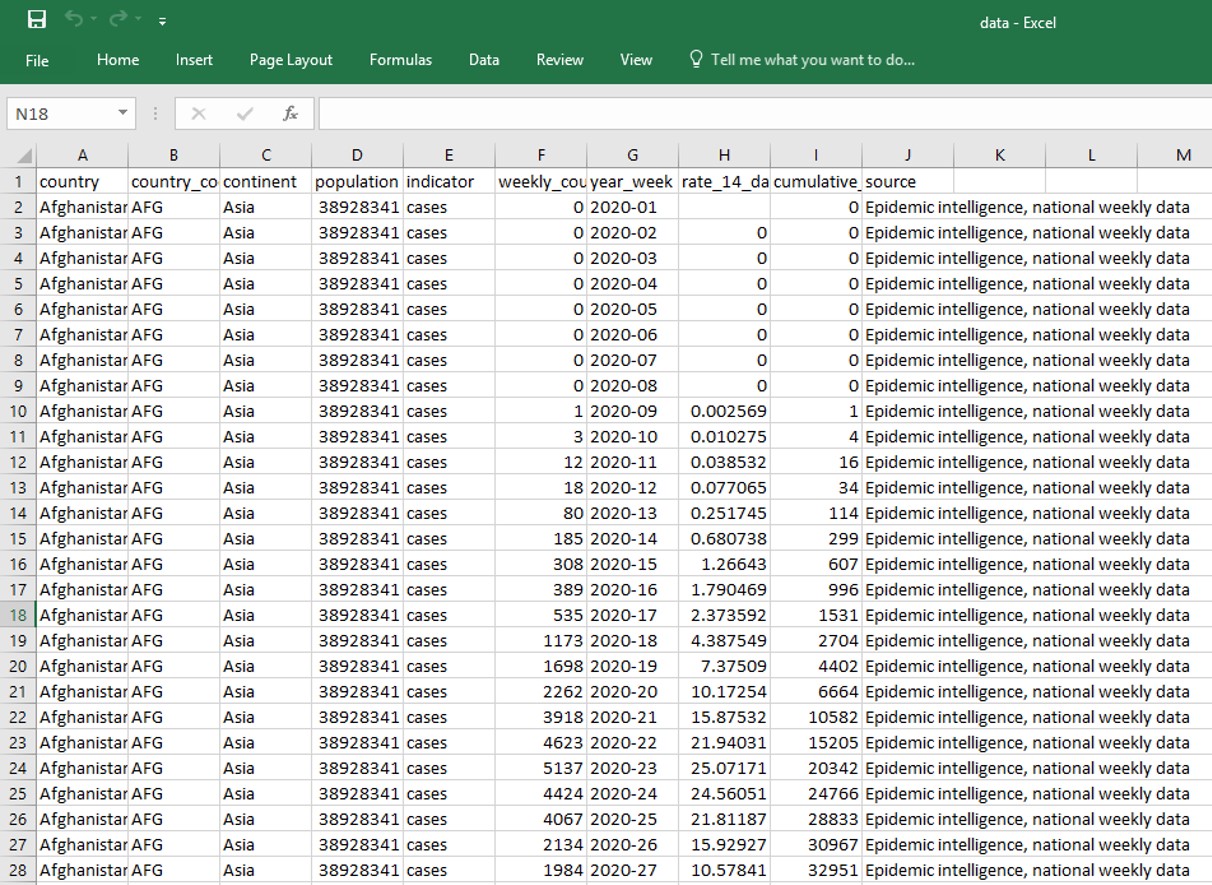 data - Excel
File Home Insert Page Layout Formulas Data Review View Tell me what you want to do...
N18 fx
A B C D E F G H I J K L M
1 country country_co continent population indicator weekly_cou year_week rate_14_da cumulative_ source
2 Afghanistar AFG Asia 38928341 cases 0 2020-01 0 Epidemic intelligence, national weekly data
3 Afghanistar AFG Asia 38928341 cases 0 2020-02 0 0 Epidemic intelligence, national weekly data
4 Afghanistar AFG Asia 38928341 cases 0 2020-03 0 0 Epidemic intelligence, national weekly data
5 Afghanistar AFG Asia 38928341 cases 0 2020-04 0 0 Epidemic intelligence, national weekly data
6 Afghanistar AFG Asia 38928341 cases 0 2020-05 0 0 Epidemic intelligence, national weekly data
7 Afghanistar AFG Asia 38928341 cases 0 2020-06 0 0 Epidemic intelligence, national weekly data
8 Afghanistar AFG Asia 38928341 cases 0 2020-07 0 0 Epidemic intelligence, national weekly data
9 Afghanistar AFG Asia 38928341 cases 0 2020-08 0 0 Epidemic intelligence, national weekly data
10 Afghanistar AFG Asia 38928341 cases 1 2020-09 0.002569 1 Epidemic intelligence, national weekly data
11 Afghanistar AFG Asia 38928341 cases 3 2020-10 0.010275 4 Epidemic intelligence, national weekly data
12 Afghanistar AFG Asia 38928341 cases 12 2020-11 0.038532 16 Epidemic intelligence, national weekly data
13 Afghanistar AFG Asia 38928341 cases 18 2020-12 0.077065 34 Epidemic intelligence, national weekly data
14 Afghanistar AFG Asia 38928341 cases 80 2020-13 0.251745 114 Epidemic intelligence, national weekly data
15 Afghanistar AFG Asia 38928341 cases 185 2020-14 0.680738 299 Epidemic intelligence, national weekly data
16 Afghanistar AFG Asia 38928341 cases 308 2020-15 1.26643 607 Epidemic intelligence, national weekly data
17 Afghanistar AFG Asia 38928341 cases 389 2020-16 1.790469 996 Epidemic intelligence, national weekly data
18 Afghanistar AFG Asia 38928341 cases 535 2020-17 2.373592 1531 Epidemic intelligence, national weekly data
19 Afghanistar AFG Asia 38928341 cases 1173 2020-18 4.387549 2704 Epidemic intelligence, national weekly data
20 Afghanistar AFG Asia 38928341 cases 1698 2020-19 7.37509 4402 Epidemic intelligence, national weekly data
21 Afghanistar AFG Asia 38928341 cases 2262 2020-20 10.17254 6664 Epidemic intelligence, national weekly data
22 Afghanistar AFG Asia 38928341 cases 3918 2020-21 15.87532 10582 Epidemic intelligence, national weekly data
23 Afghanistar AFG Asia 38928341 cases 4623 2020-22 21.94031 15205 Epidemic intelligence, national weekly data
24 Afghanistar AFG Asia 38928341 cases 5137 2020-23 25.07171 20342 Epidemic intelligence, national weekly data
25 Afghanistar AFG Asia 38928341 cases 4424 2020-24 24.56051 24766 Epidemic intelligence, national weekly data
26 Afghanistar AFG Asia 38928341 cases 4067 2020-25 21.81187 28833 Epidemic intelligence, national weekly data
27 Afghanistar AFG Asia 38928341 cases 2134 2020-26 15.92927 30967 Epidemic intelligence, national weekly data
28 Afghanistar AFG Asia 38928341 cases 1984 2020-27 10.57841 32951 Epidemic intelligence, national weekly data